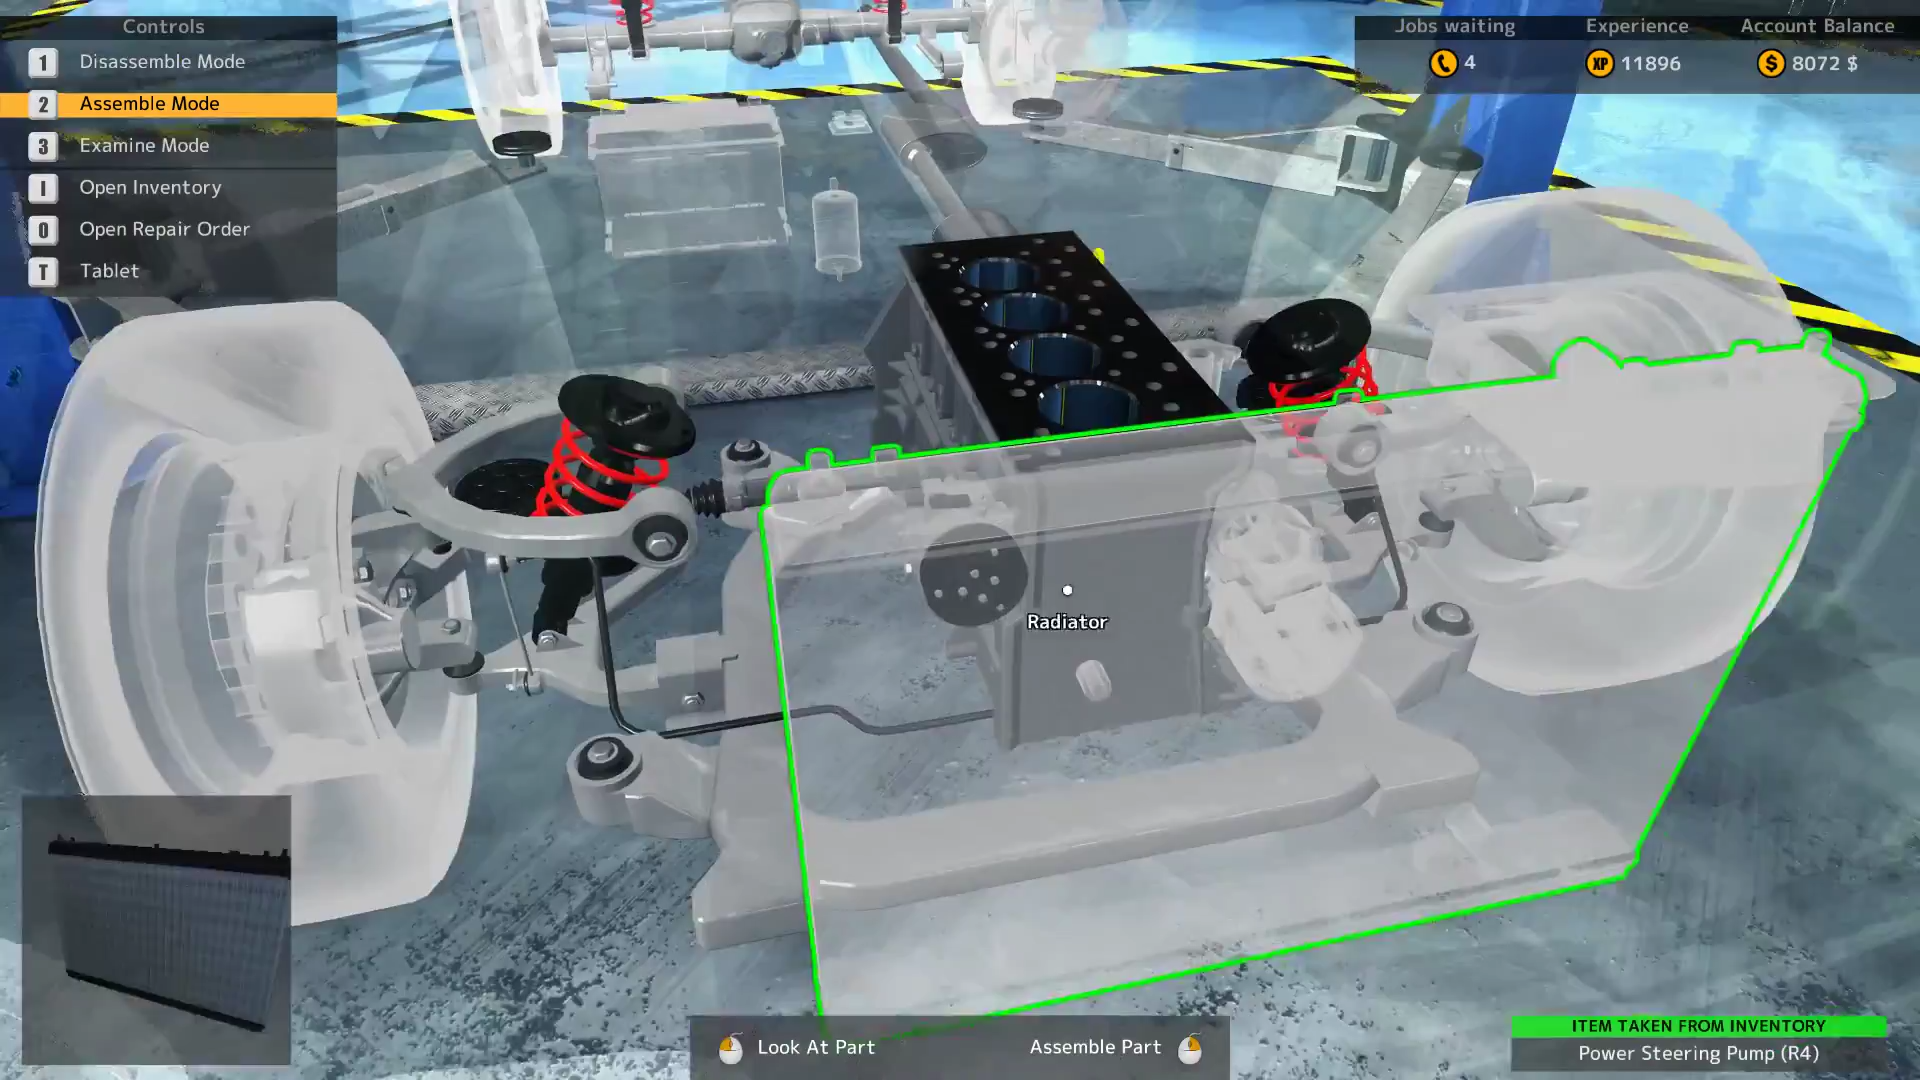 Controls
1 Disassemble Mode
2 Assemble Mode
3 Examine Mode
I Open Inventory
O Open Repair Order
T Tablet
Jobs waiting
4
Experience
XP 11896
Account Balance
$ 8072 $
Radiator
Look At Part
Assemble Part
ITEM TAKEN FROM INVENTORY
Power Steering Pump (R4)